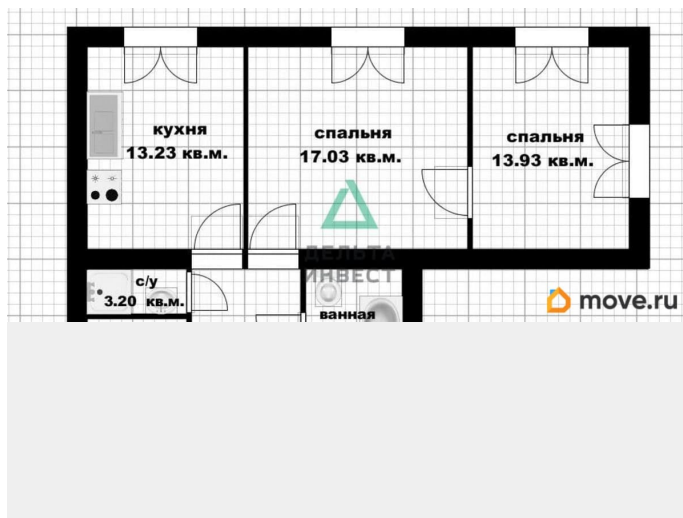 кухня
13.23 кв.м.
спальня
17.03 кв.м.
спальня
13.93 кв.м.
ДЕЛЬТА
ИНВЕСТ
с/у
3.20 кв.м.
ванная
move.ru